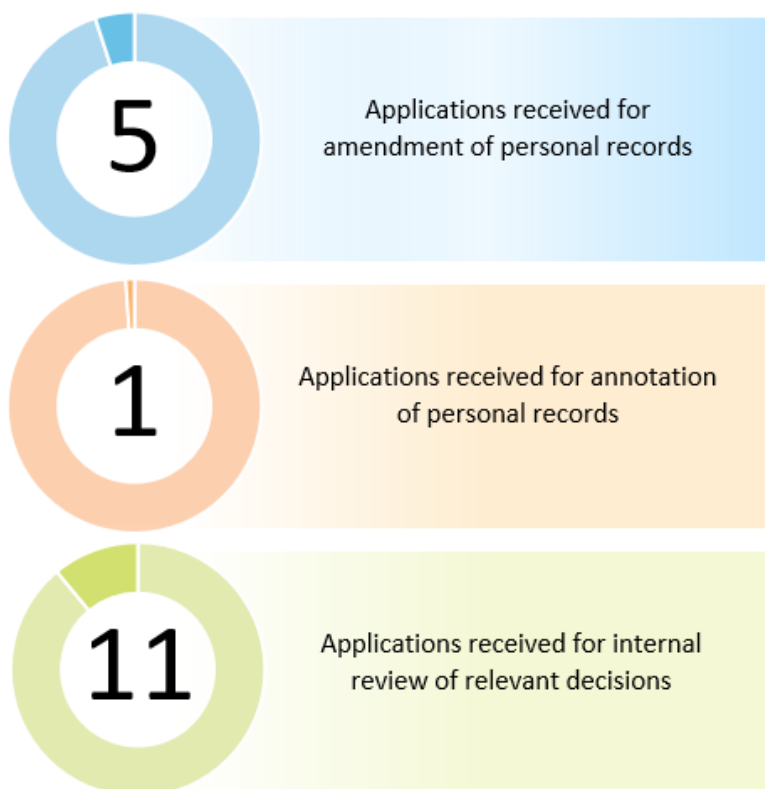 5
Applications received for
amendment of personal records
1
Applications received for annotation
of personal records
11
Applications received for internal
review of relevant decisions